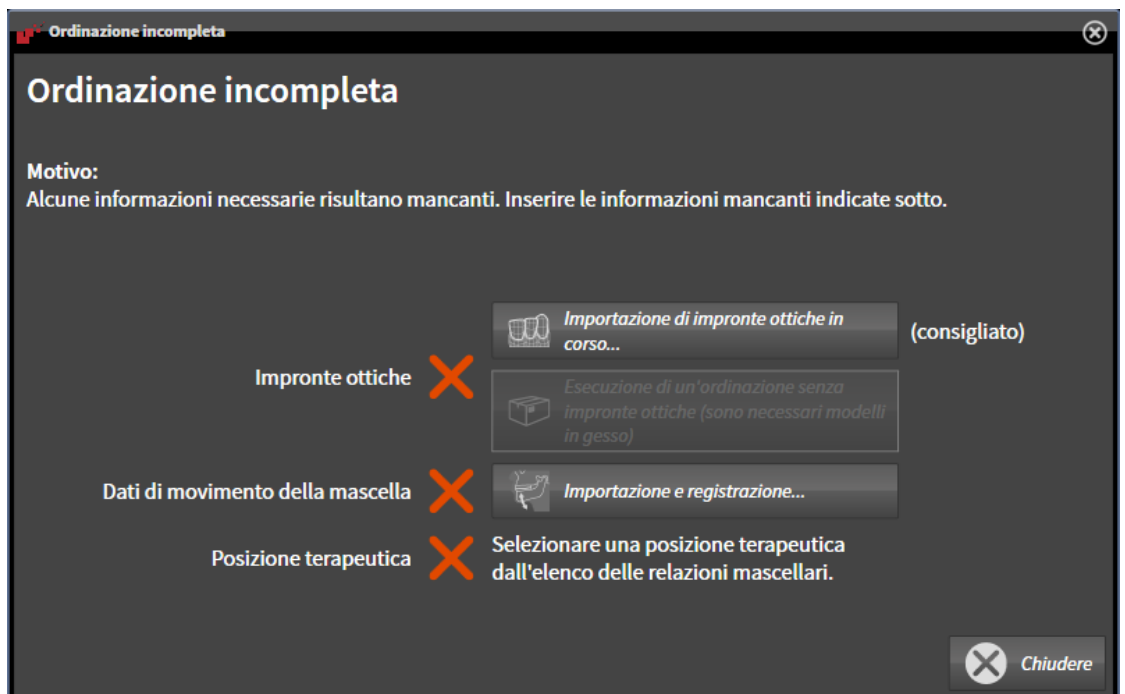 Ordinazione incompleta
Ordinazione incompleta
Motivo:
Alcune informazioni necessarie risultano mancanti. Inserire le informazioni mancanti indicate sotto.
Importazione di impronte ottiche in
corso...
(consigliato)
Impronte ottiche
Esecuzione di un'ordinazione senza
impronte ottiche (sono necessari modelli
in gesso)
Dati di movimento della mascella
Importazione e registrazione...
Posizione terapeutica
Selezionare una posizione terapeutica
dall'elenco delle relazioni mascellari.
Chiudere